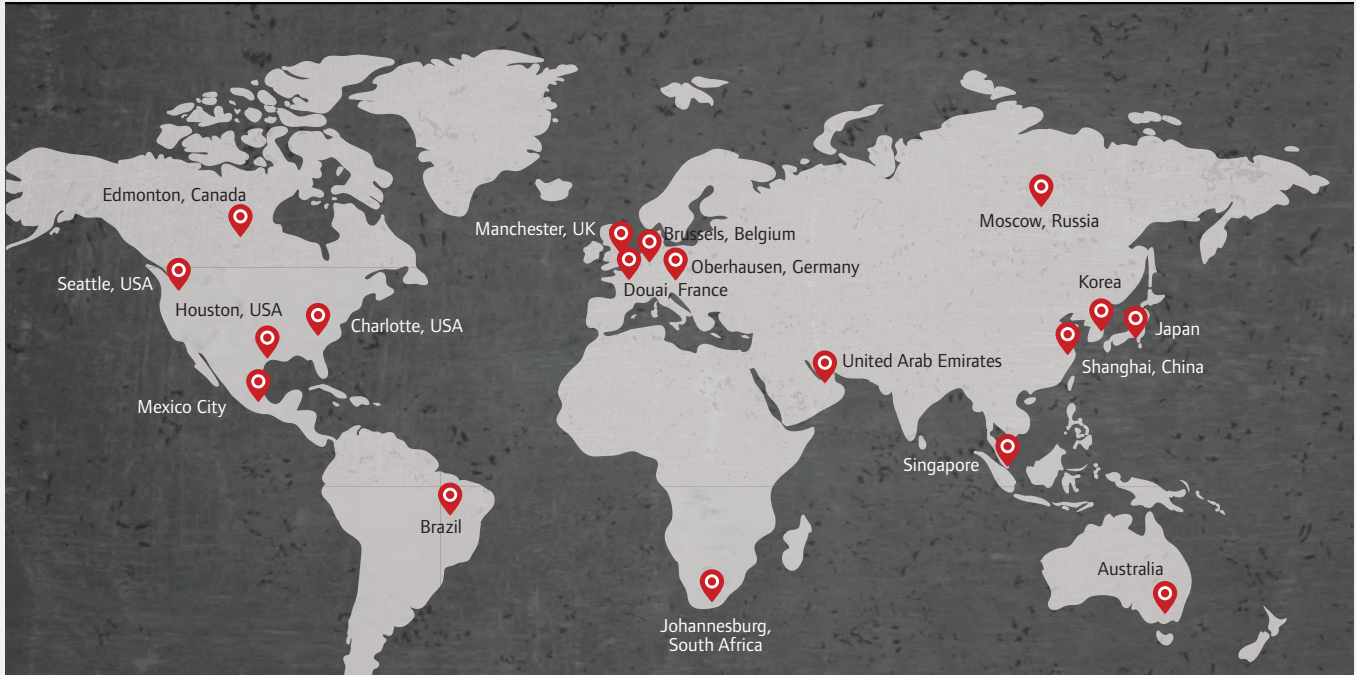 Edmonton, Canada
Seattle, USA
Houston, USA
Charlotte, USA
Mexico City
Brazil
Manchester, UK
Brussels, Belgium
Oberhausen, Germany
Douai, France
United Arab Emirates
Johannesburg,
South Africa
Moscow, Russia
Korea
Japan
Shanghai, China
Singapore
Australia